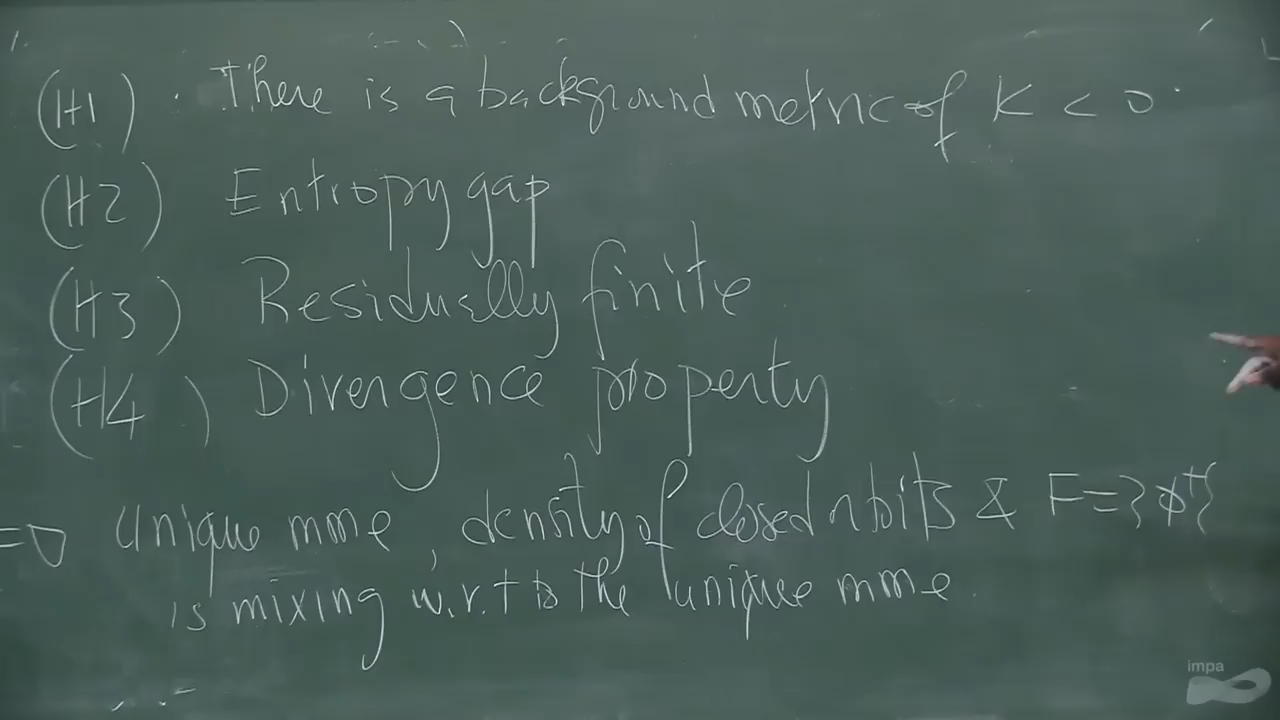 (H1) . There is a background metric of K < 0.
(H2) Entropy gap
(H3) Residually finite
(H4) Divergence property
=D Unique mme, density of closed orbits & F = {ϕᵗ}
is mixing w.r.t to the unique mme.
impa